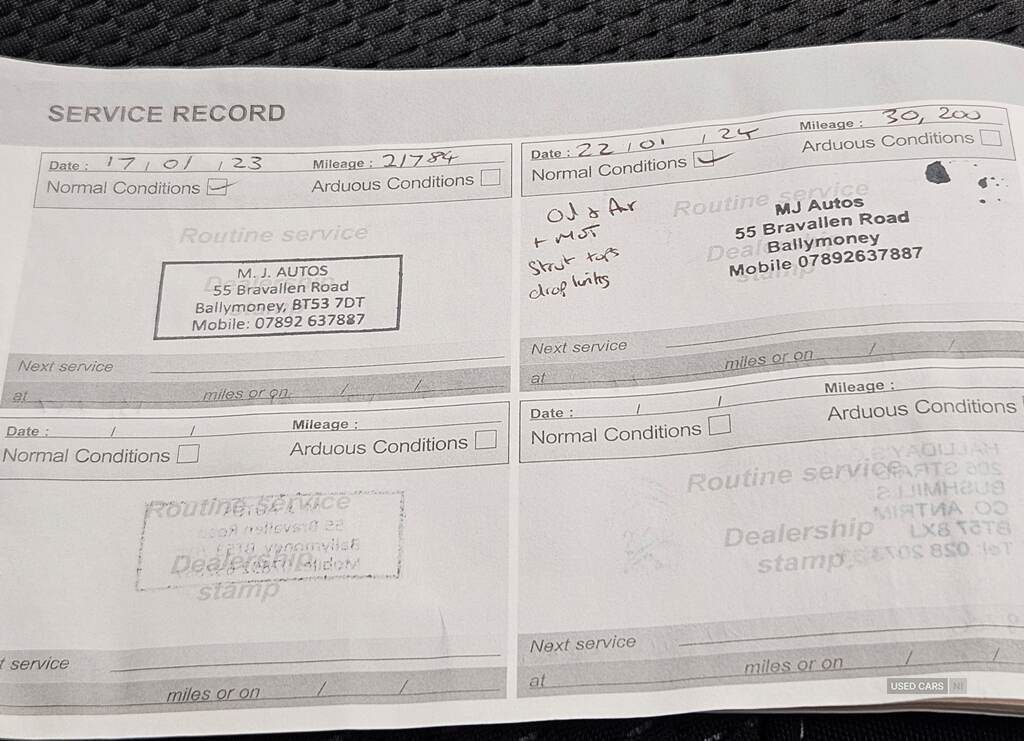 SERVICE RECORD
Date : 17 / 01 / 23 Mileage : 21784
Normal Conditions Arduous Conditions
Routine service
M. J. AUTOS
55 Bravallen Road
Ballymoney, BT53 7DT
Mobile: 07892 637887
Next service
at miles or on / /
Date : 22 / 01 / 24 Mileage : 30,200
Normal Conditions Arduous Conditions
Oil & Air
+ MOT
Strut tops
drop links
Routine service
Dealership
stamp
MJ Autos
55 Bravallen Road
Ballymoney
Mobile 07892637887
Next service
at miles or on / /
Date : / / Mileage :
Normal Conditions Arduous Conditions
Routine service
Dealership
stamp
t service
miles or on / /
Date : / / Mileage :
Normal Conditions Arduous Conditions
Routine service
Dealership
stamp
Next service
at miles or on / /
USED CARS NI